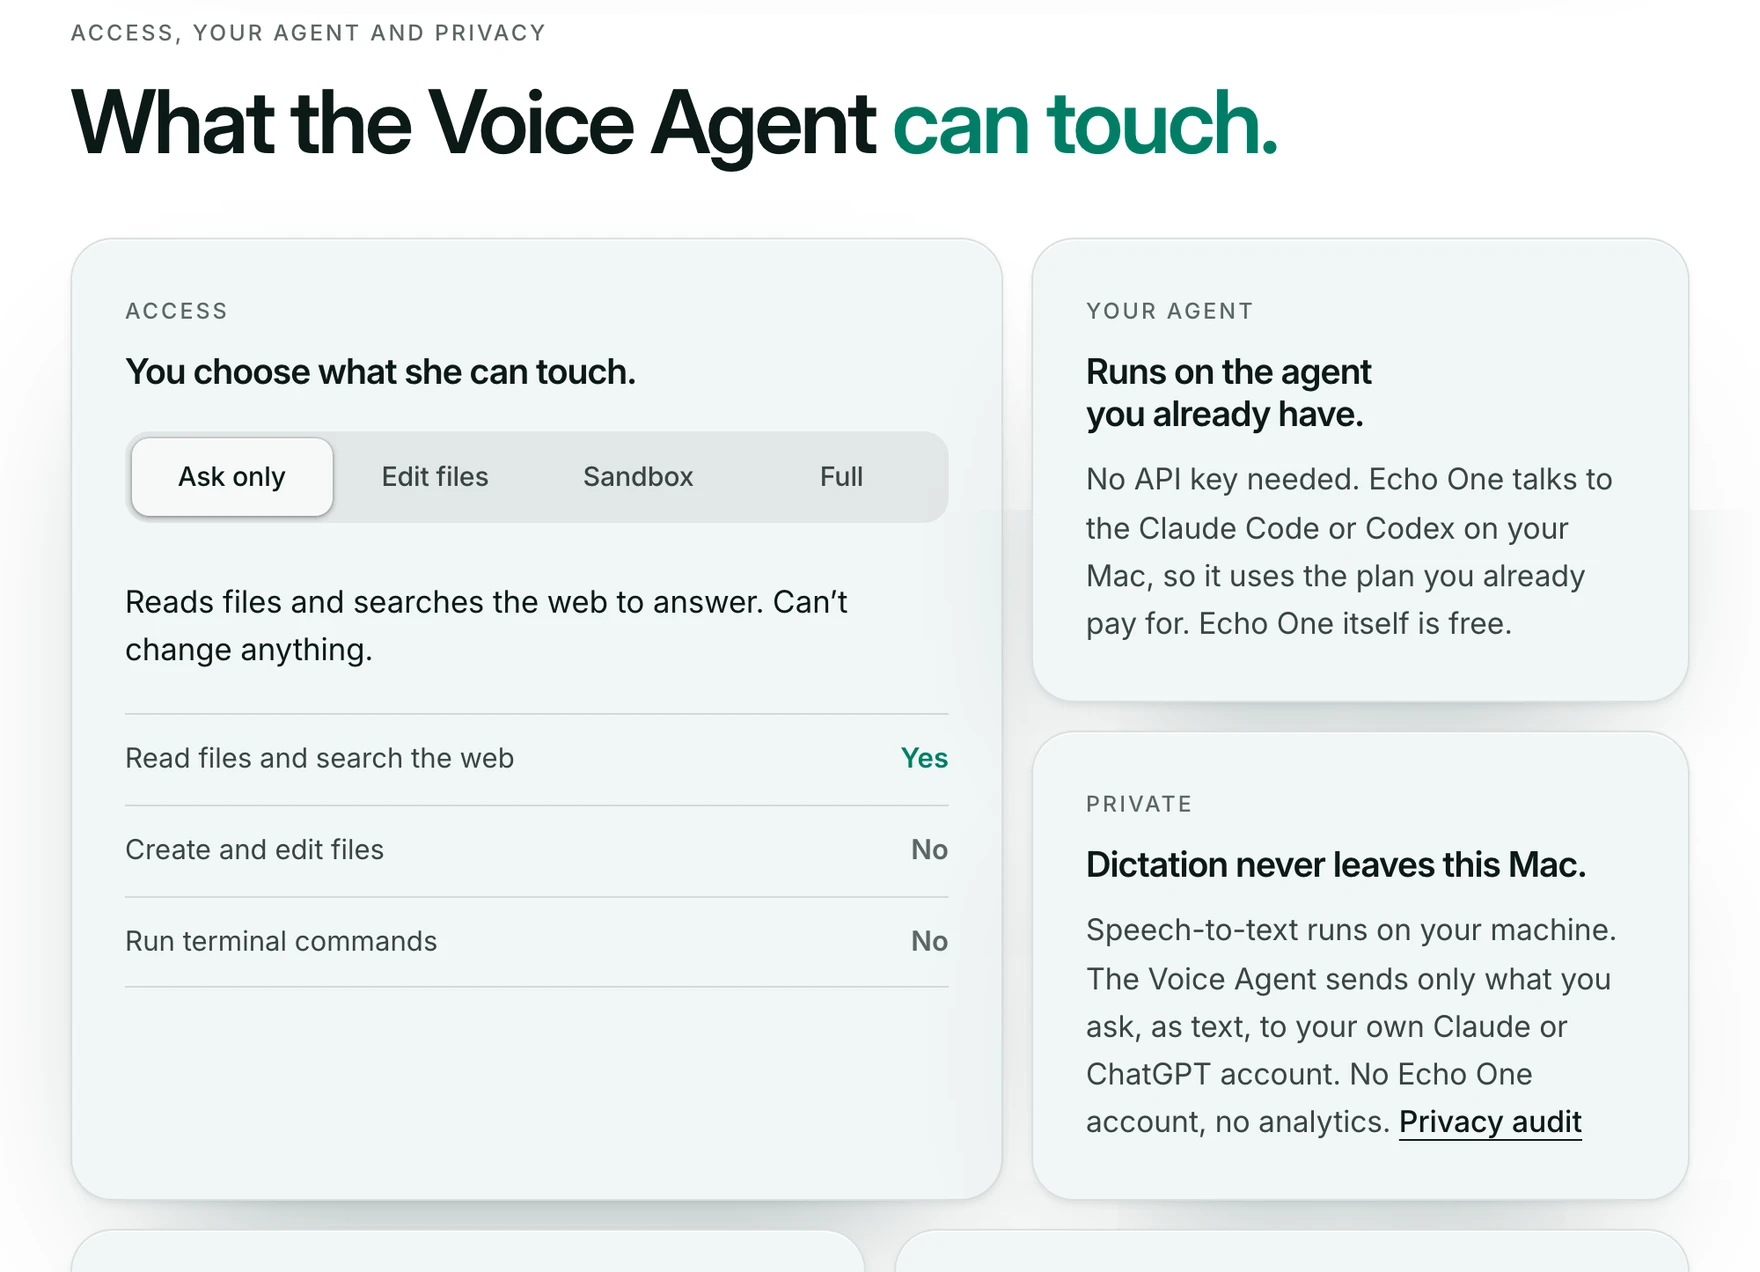 ACCESS, YOUR AGENT AND PRIVACY
What the Voice Agent can touch.
ACCESS
You choose what she can touch.
Ask only
Edit files
Sandbox
Full
Reads files and searches the web to answer. Can’t
change anything.
Read files and search the web
Yes
Create and edit files
No
Run terminal commands
No
YOUR AGENT
Runs on the agent
you already have.
No API key needed. Echo One talks to
the Claude Code or Codex on your
Mac, so it uses the plan you already
pay for. Echo One itself is free.
PRIVATE
Dictation never leaves this Mac.
Speech-to-text runs on your machine.
The Voice Agent sends only what you
ask, as text, to your own Claude or
ChatGPT account. No Echo One
account, no analytics. Privacy audit